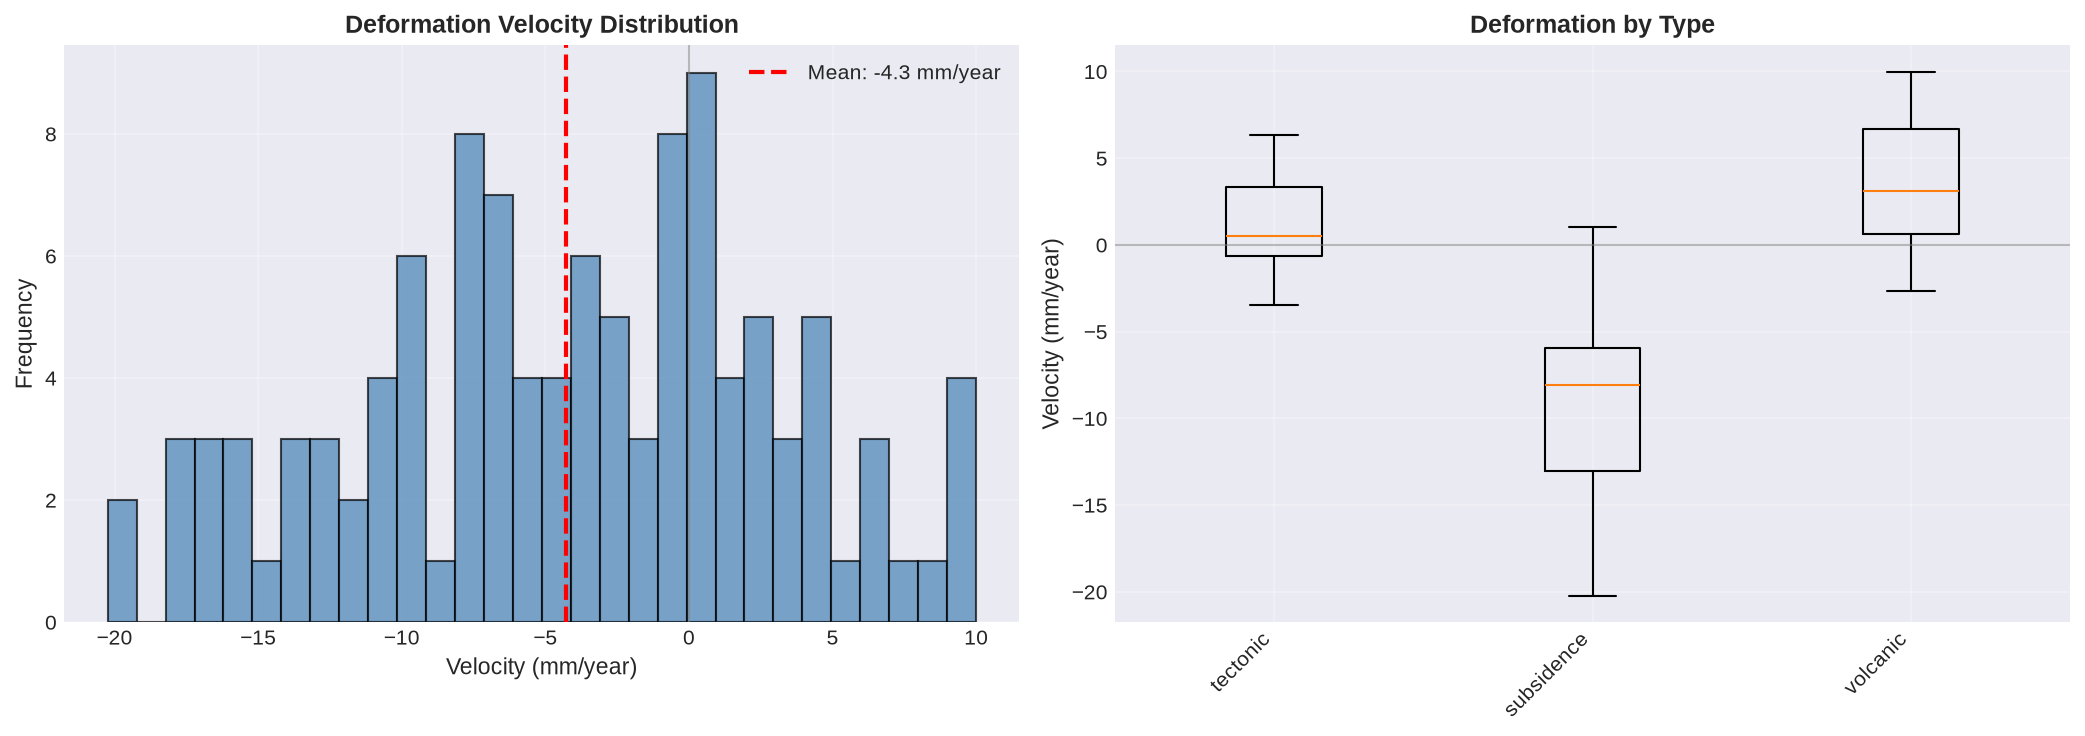 Deformation Velocity Distribution
Mean: -4.3 mm/year
Frequency
8
6
4
2
0
−20
−15
−10
−5
0
5
10
Velocity (mm/year)
Deformation by Type
Velocity (mm/year)
10
5
0
−5
−10
−15
−20
tectonic
subsidence
volcanic